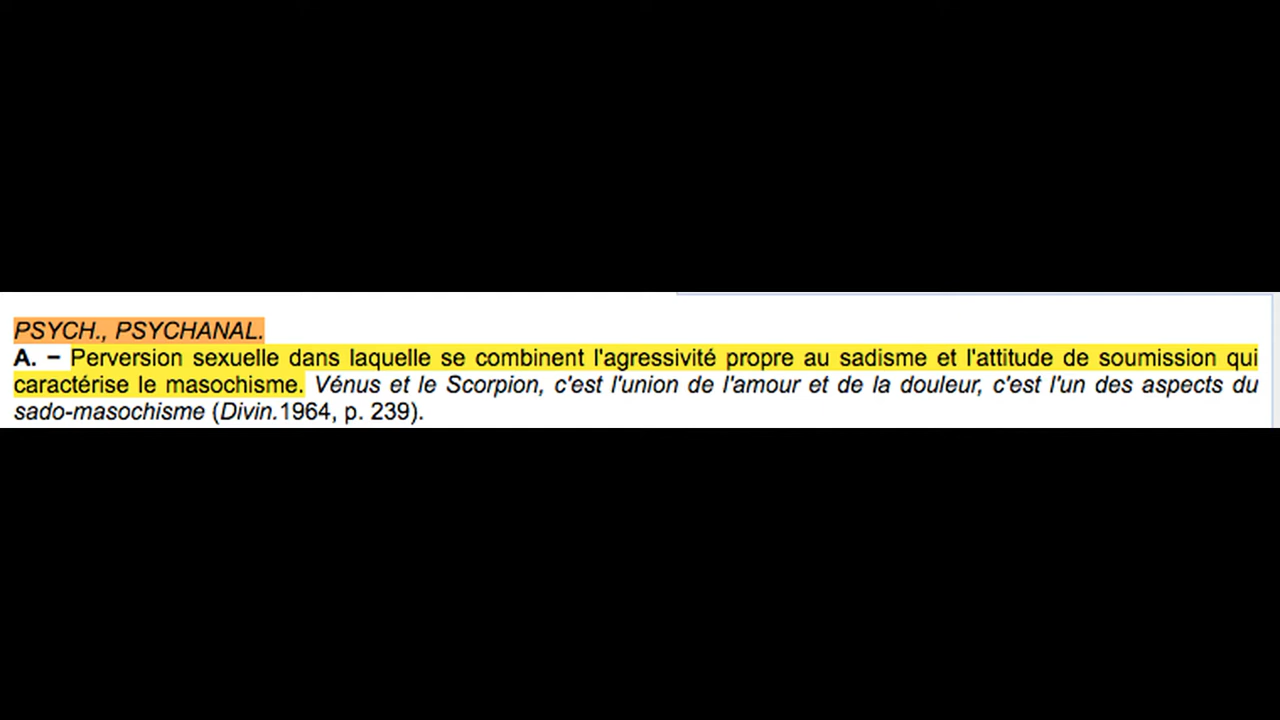 PSYCH., PSYCHANAL.
A. − Perversion sexuelle dans laquelle se combinent l'agressivité propre au sadisme et l'attitude de soumission qui
caractérise le masochisme. Vénus et le Scorpion, c'est l'union de l'amour et de la douleur, c'est l'un des aspects du
sado-masochisme (Divin.1964, p. 239).